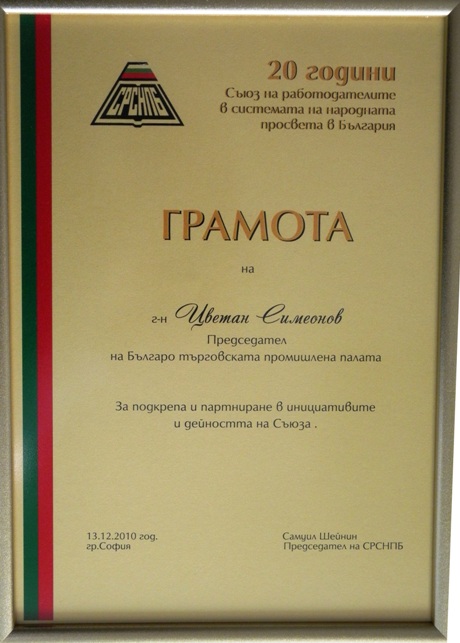 СРСНПБ
20 години
Съюз на работодателите
в системата на народната
просвета в България
ГРАМОТА
на
г-н Цветан Симеонов
Председател
на Българо търговската промишлена палата
За подкрепа и партниране в инициативите
и дейността на Съюза .
13.12.2010 год.
гр.София
Самуил Шейнин
Председател на СРСНПБ